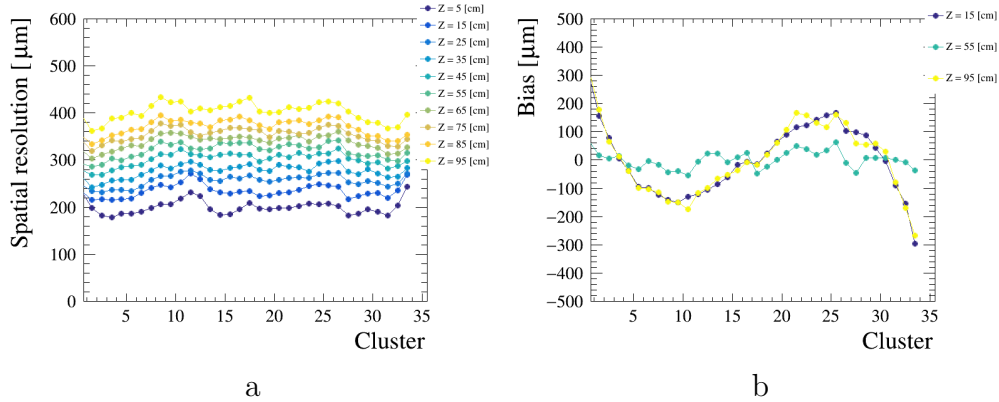 Spatial resolution [μm]
600
500
400
300
200
100
0
5
10
15
20
25
30
35
Cluster
Z = 5 [cm]
Z = 15 [cm]
Z = 25 [cm]
Z = 35 [cm]
Z = 45 [cm]
Z = 55 [cm]
Z = 65 [cm]
Z = 75 [cm]
Z = 85 [cm]
Z = 95 [cm]
a
Bias [μm]
500
400
300
200
100
0
−100
−200
−300
−400
−500
5
10
15
20
25
30
35
Cluster
Z = 15 [cm]
Z = 55 [cm]
Z = 95 [cm]
b